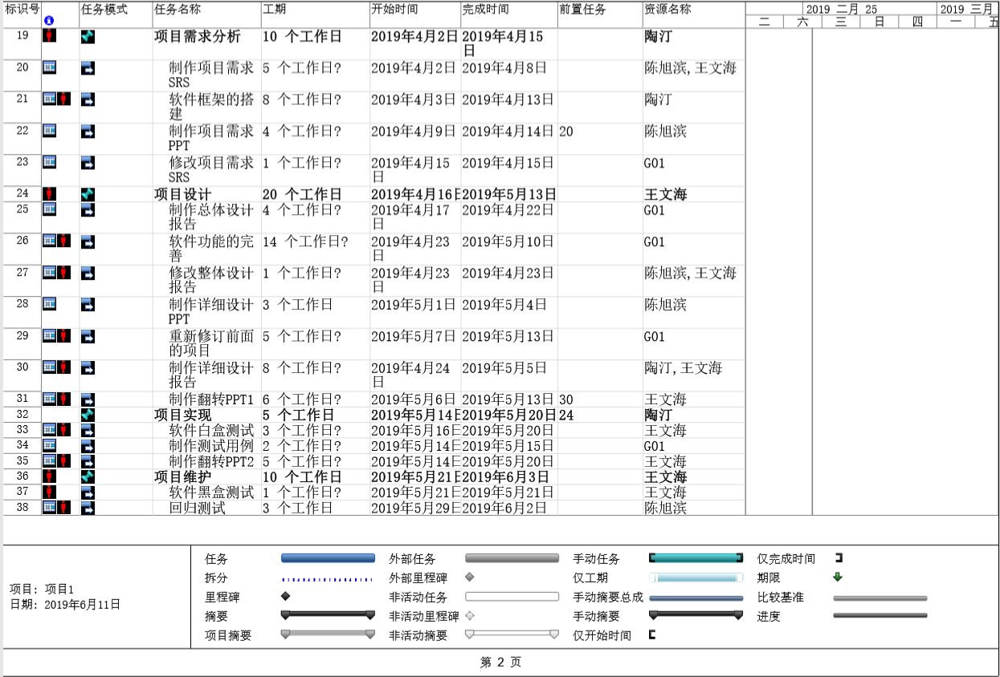 标识号 任务模式 任务名称 工期 开始时间 完成时间 前置任务 资源名称 2019 二月 25 2019 三月
二 六 三 日 四 一 五
19 项目需求分析 10 个工作日 2019年4月2日 2019年4月15
日 陶汀
20 制作项目需求 5 个工作日? 2019年4月2日 2019年4月8日 陈旭滨,王文海
SRS
21 软件框架的搭 8 个工作日? 2019年4月3日 2019年4月13日 陶汀
建
22 制作项目需求 4 个工作日? 2019年4月9日 2019年4月14日 20 陈旭滨
PPT
23 修改项目需求 1 个工作日? 2019年4月15 2019年4月15日 G01
SRS 日
24 项目设计 20 个工作日 2019年4月16日 2019年5月13日 王文海
25 制作总体设计 4 个工作日? 2019年4月17 2019年4月22日 G01
报告 日
26 软件功能的完 14 个工作日? 2019年4月23 2019年5月10日 G01
善 日
27 修改整体设计 1 个工作日? 2019年4月23 2019年4月23日 陈旭滨,王文海
报告 日
28 制作详细设计 3 个工作日 2019年5月1日 2019年5月4日 陈旭滨
PPT
29 重新修订前面 5 个工作日? 2019年5月7日 2019年5月13日 G01
的项目
30 制作详细设计 8 个工作日? 2019年4月24 2019年5月5日 陶汀,王文海
报告 日
31 制作翻转PPT1 6 个工作日? 2019年5月6日 2019年5月13日 30 王文海
32 项目实现 5 个工作日 2019年5月14日 2019年5月20日 24 陶汀
33 软件白盒测试 3 个工作日? 2019年5月16日 2019年5月20日 王文海
34 制作测试用例 2 个工作日? 2019年5月14日 2019年5月15日 G01
35 制作翻转PPT2 5 个工作日? 2019年5月14日 2019年5月20日 王文海
36 项目维护 10 个工作日 2019年5月21日 2019年6月3日 王文海
37 软件黑盒测试 1 个工作日? 2019年5月21日 2019年5月21日 王文海
38 回归测试 3 个工作日 2019年5月29日 2019年6月2日 陈旭滨
项目: 项目1
日期: 2019年6月11日
任务 外部任务 手动任务 仅完成时间
拆分 外部里程碑 仅工期 期限
里程碑 非活动任务 手动摘要总成 比较基准
摘要 非活动里程碑 手动摘要 进度
项目摘要 非活动摘要 仅开始时间
第 2 页